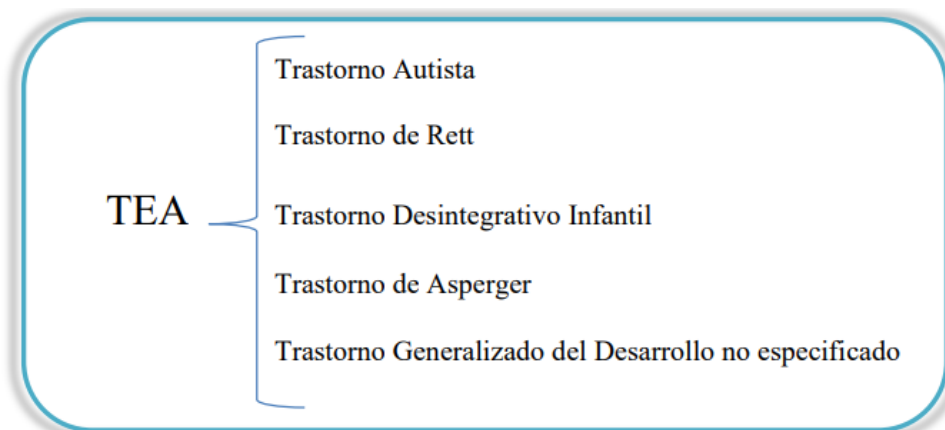 Trastorno Autista
Trastorno de Rett
TEA
Trastorno Desintegrativo Infantil
Trastorno de Asperger
Trastorno Generalizado del Desarrollo no especificado